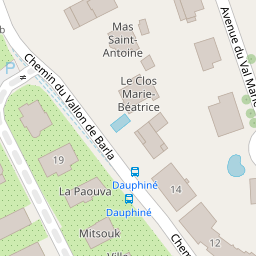 Mas
Saint-
Antoine
Avenue du Val Marie
Chemin du Vallon de Barla
P
Le Clos
Marie-
Béatrice
19
Dauphiné
14
La Paouva
Dauphiné
Mitsouk
12